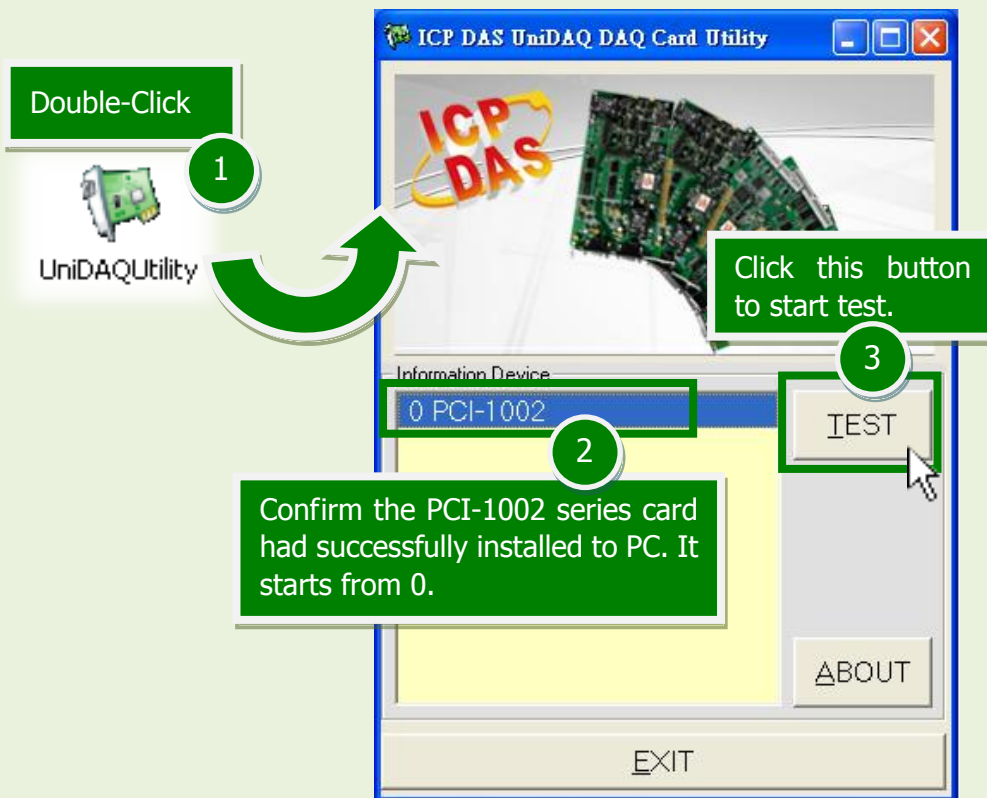 ICP DAS UniDAQ DAQ Card Utility
Double-Click
1
UniDAQUtility
ICP
DAS
Click this button
to start test.
3
Information Device
0 PCI-1002
TEST
2
Confirm the PCI-1002 series card
had successfully installed to PC. It
starts from 0.
ABOUT
EXIT